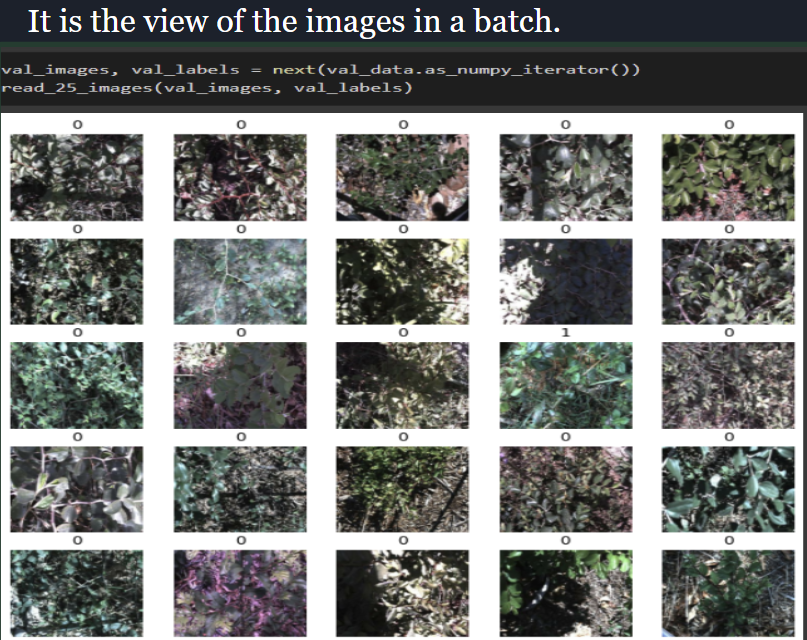 It is the view of the images in a batch.
val_images, val_labels = next(val_data.as_numpy_iterator())
read_25_images(val_images, val_labels)
0 0 0 0 0
0 0 0 0 0
0 0 0 1 0
0 0 0 0 0
0 0 0 0 0